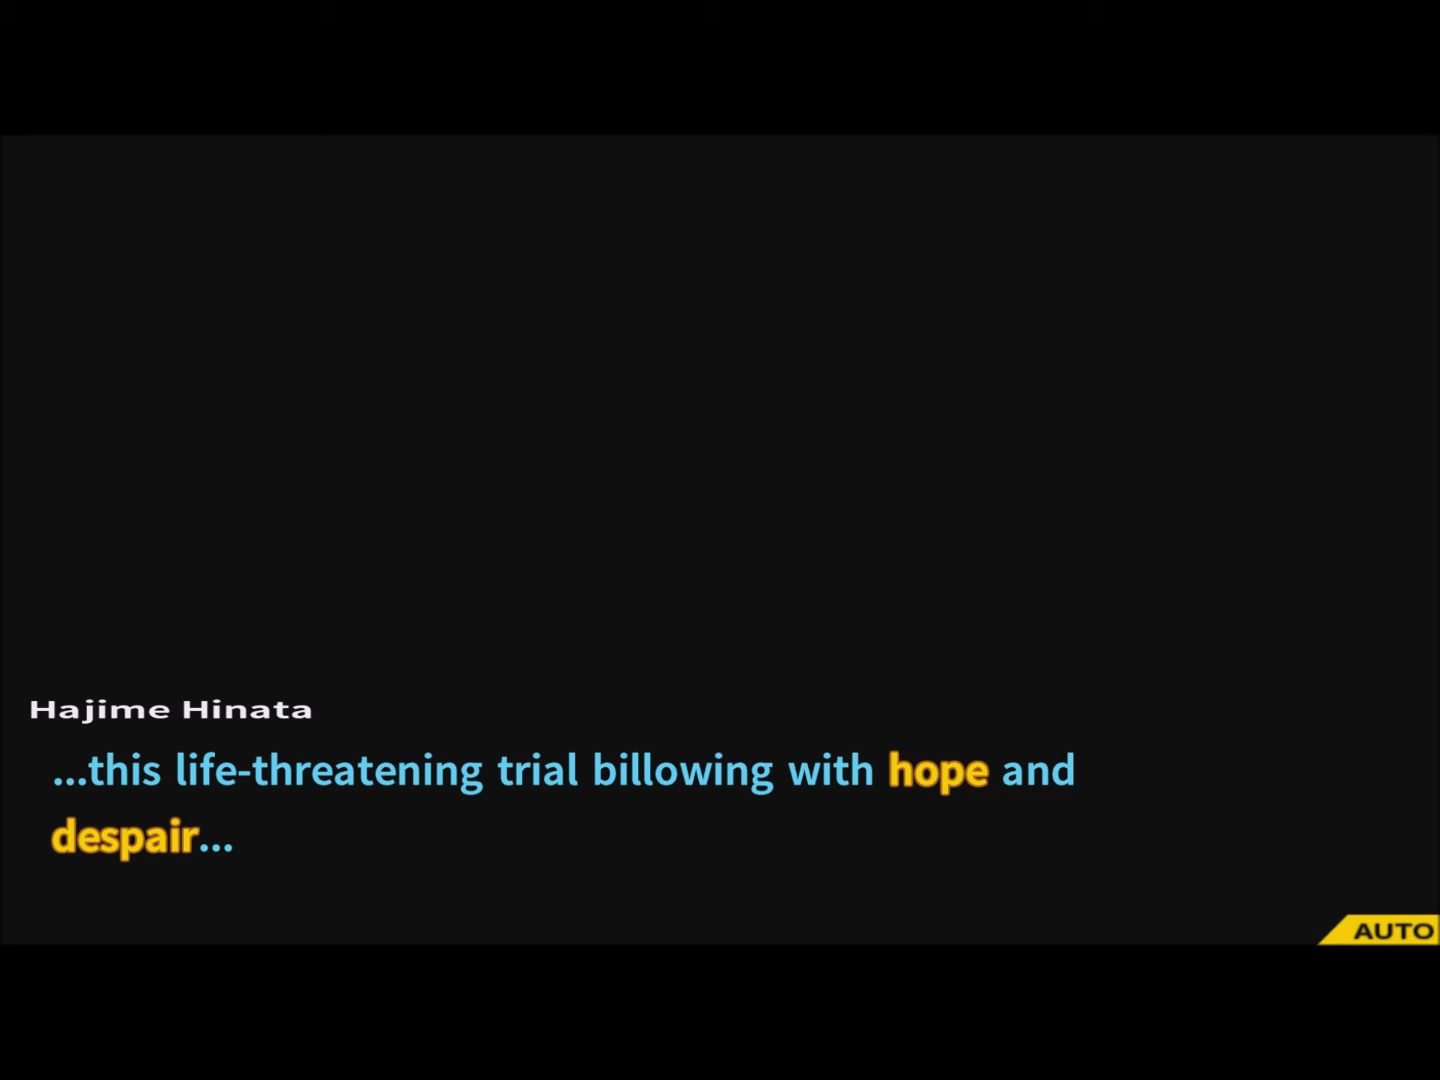 Hajime Hinata
...this life-threatening trial billowing with hope and
despair...
AUTO